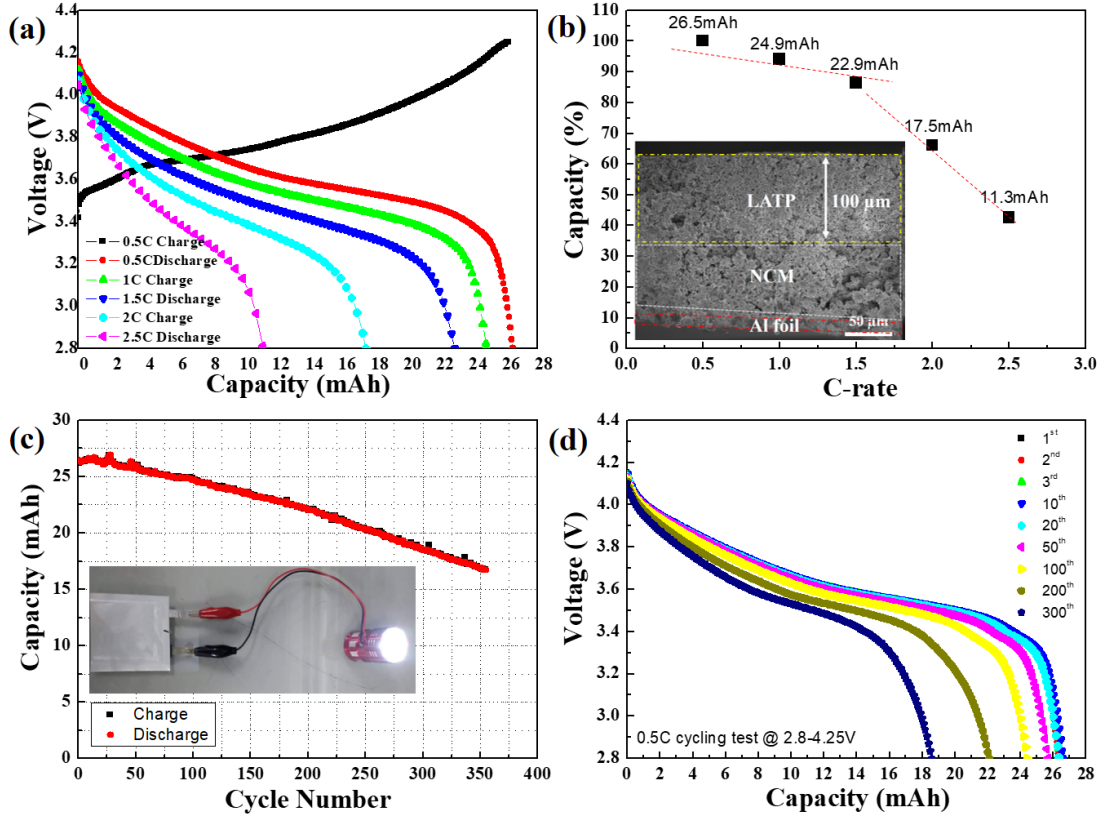 (a)
4.4
4.2
4.0
3.8
3.6
3.4
3.2
3.0
2.8
Voltage (V)
0.5C Charge
0.5CDischarge
1C Charge
1.5C Discharge
2C Charge
2.5C Discharge
0 2 4 6 8 10 12 14 16 18 20 22 24 26 28
Capacity (mAh)
(b)
110
100
90
80
70
60
50
40
30
20
10
0
Capacity (%)
26.5mAh
24.9mAh
22.9mAh
17.5mAh
11.3mAh
LATP
100 µm
NCM
Al foil
50 µm
0.0 0.5 1.0 1.5 2.0 2.5 3.0
C-rate
(c)
30
25
20
15
10
5
0
Capacity (mAh)
Charge
Discharge
0 50 100 150 200 250 300 350 400
Cycle Number
(d)
4.4
4.2
4.0
3.8
3.6
3.4
3.2
3.0
2.8
Voltage (V)
1st
2nd
3rd
10th
20th
50th
100th
200th
300th
0.5C cycling test @ 2.8-4.25V
0 2 4 6 8 10 12 14 16 18 20 22 24 26 28
Capacity (mAh)